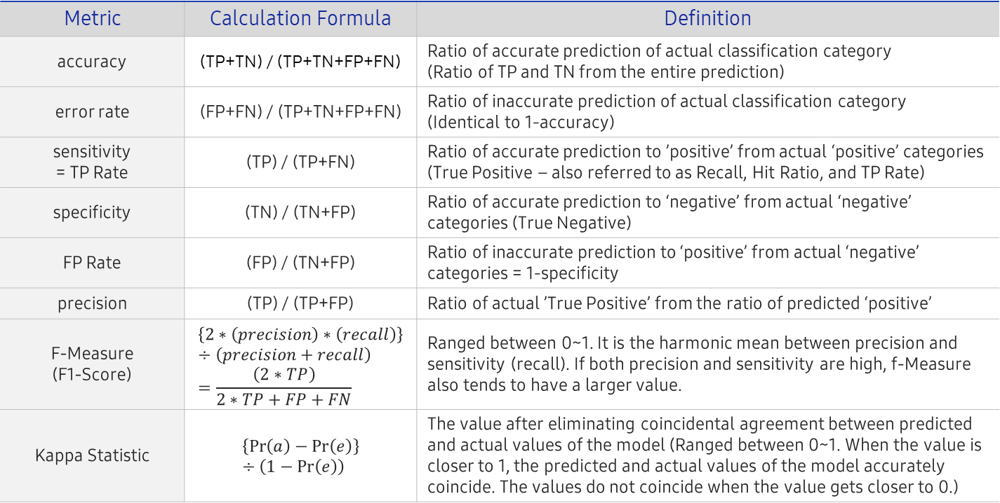 Metric Calculation Formula Definition
accuracy
(TP+TN) / (TP+TN+FP+FN)
Ratio of accurate prediction of actual classification category
(Ratio of TP and TN from the entire prediction)
error rate
(FP+FN) / (TP+TN+FP+FN)
Ratio of inaccurate prediction of actual classification category
(Identical to 1-accuracy)
sensitivity
= TP Rate
(TP) / (TP+FN)
Ratio of accurate prediction to ’positive’ from actual ‘positive’ categories
(True Positive – also referred to as Recall, Hit Ratio, and TP Rate)
specificity
(TN) / (TN+FP)
Ratio of accurate prediction to ‘negative’ from actual ‘negative’
categories (True Negative)
FP Rate
(FP) / (TN+FP)
Ratio of inaccurate prediction to ‘positive’ from actual ‘negative’
categories = 1-specificity
precision
(TP) / (TP+FP)
Ratio of actual ’True Positive’ from the ratio of predicted ‘positive’
F-Measure
(F1-Score)
{2 ∗ (precision) ∗ (recall)}
÷ (precision + recall)
(2 ∗ TP)
=
2 ∗ TP + FP + FN
Ranged between 0~1. It is the harmonic mean between precision and
sensitivity (recall). If both precision and sensitivity are high, f-Measure
also tends to have a larger value.
Kappa Statistic
{Pr(a) − Pr(e)}
÷ (1 − Pr(e))
The value after eliminating coincidental agreement between predicted
and actual values of the model (Ranged between 0~1. When the value is
closer to 1, the predicted and actual values of the model accurately
coincide. The values do not coincide when the value gets closer to 0.)